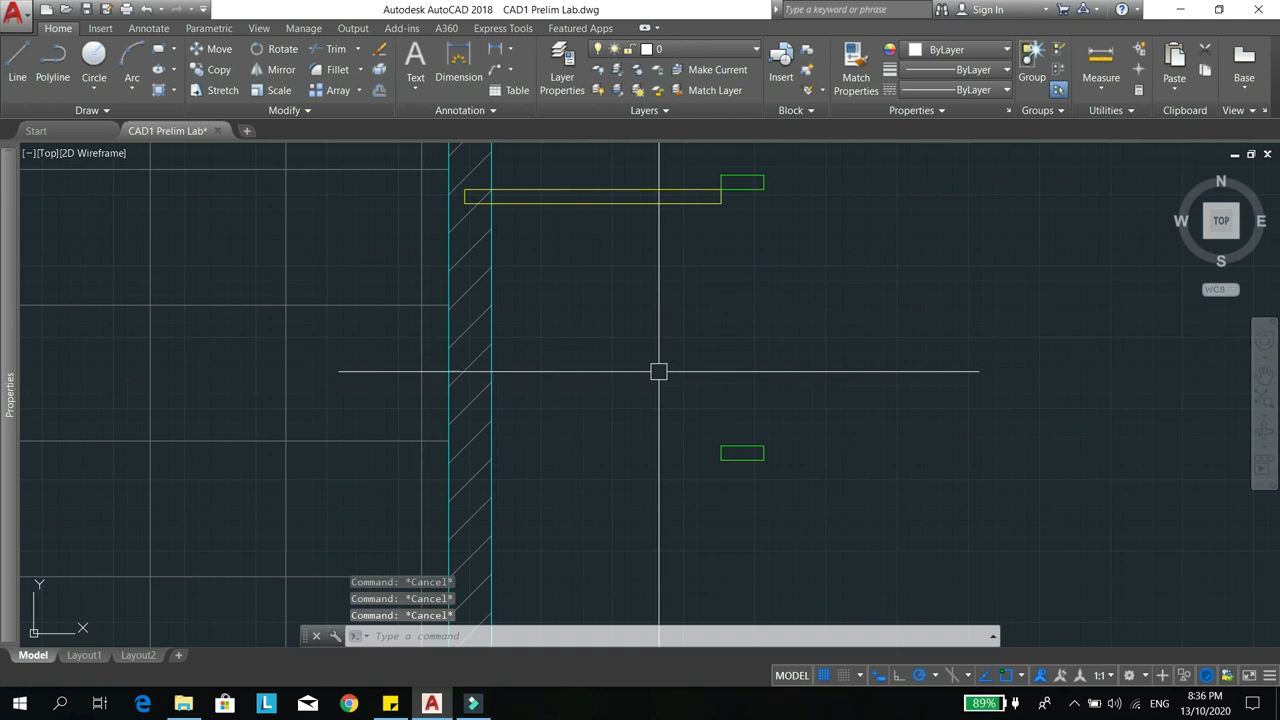 Autodesk AutoCAD 2018 CAD1 Prelim Lab.dwg
Type a keyword or phrase
Sign In
Home Insert Annotate Parametric View Manage Output Add-ins A360 Express Tools Featured Apps
Line
Polyline
Circle
Arc
Move
Rotate
Trim
Copy
Mirror
Fillet
Stretch
Scale
Array
Text
Dimension
Table
Layer
Properties
0
Make Current
Match Layer
Insert
Match
Properties
ByLayer
ByLayer
ByLayer
Group
Measure
Paste
Base
Draw
Modify
Annotation
Layers
Block
Properties
Groups
Utilities
Clipboard
View
Start
CAD1 Prelim Lab*
[−][Top][2D Wireframe]
N
W
TOP
E
S
WCS
Properties
Y
X
Command: *Cancel*
Command: *Cancel*
Command: *Cancel*
Type a command
Model Layout1 Layout2
MODEL
1:1
89%
ENG
8:36 PM
13/10/2020